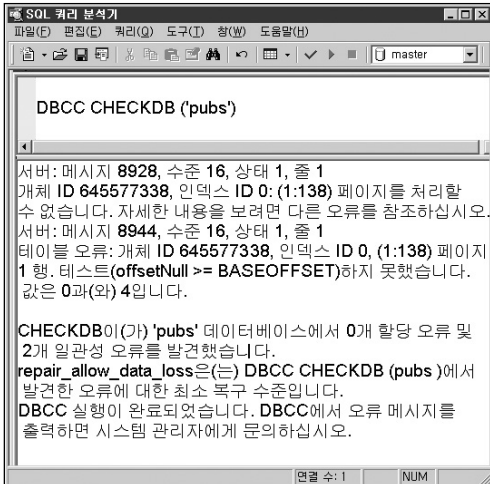 SQL 쿼리 분석기
파일(F) 편집(E) 쿼리(Q) 도구(T) 창(W) 도움말(H)
master
DBCC CHECKDB ('pubs')
서버: 메시지 8928, 수준 16, 상태 1, 줄 1
개체 ID 645577338, 인덱스 ID 0: (1:138) 페이지를 처리할
수 없습니다. 자세한 내용을 보려면 다른 오류를 참조하십시오.
서버: 메시지 8944, 수준 16, 상태 1, 줄 1
테이블 오류: 개체 ID 645577338, 인덱스 ID 0, (1:138) 페이지
1 행. 테스트(offsetNull >= BASEOFFSET)하지 못했습니다.
값은 0과(와) 4입니다.
CHECKDB이(가) 'pubs' 데이터베이스에서 0개 할당 오류 및
2개 일관성 오류를 발견했습니다.
repair_allow_data_loss은(는) DBCC CHECKDB (pubs )에서
발견한 오류에 대한 최소 복구 수준입니다.
DBCC 실행이 완료되었습니다. DBCC에서 오류 메시지를
출력하면 시스템 관리자에게 문의하십시오.
연결 수: 1 NUM